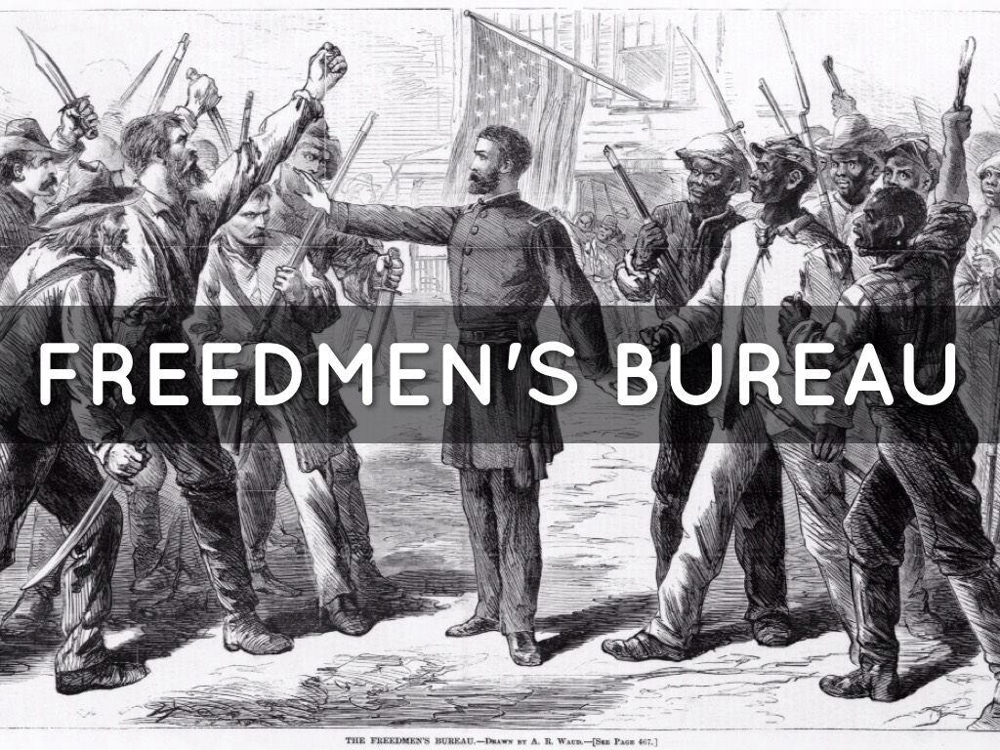 FREEDMEN'S BUREAU
THE FREEDMEN'S BUREAU.—Drawn by A. R. Waud.—[See Page 467.]